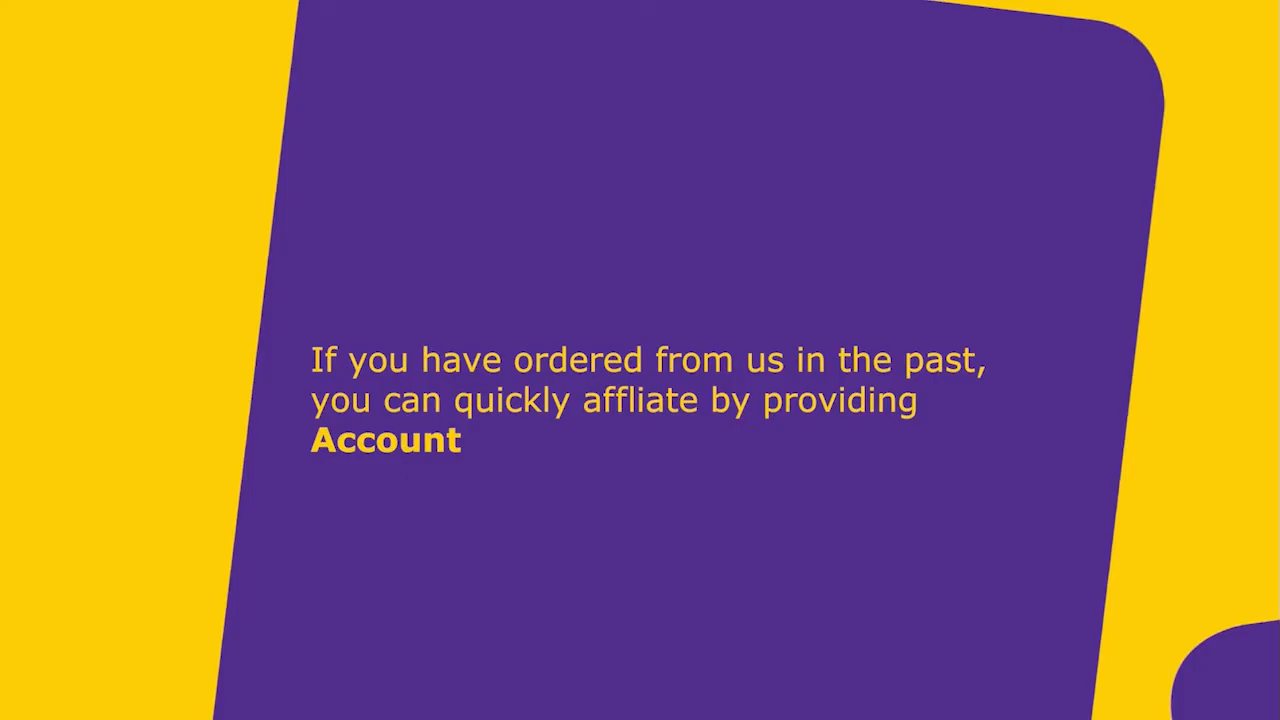 If you have ordered from us in the past,
you can quickly affliate by providing
Account